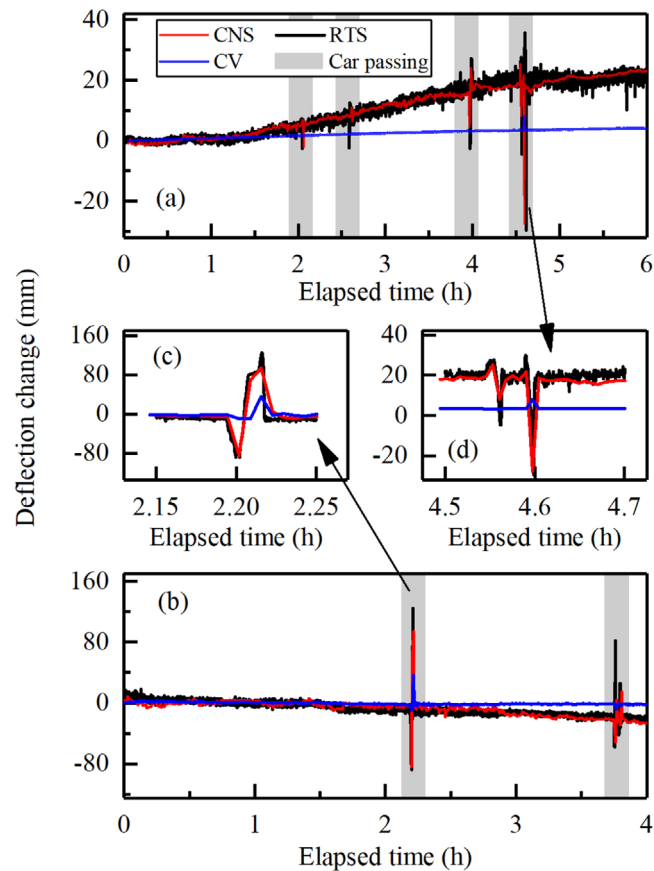 40
20
0
-20
CNS
RTS
CV
Car passing
(a)
0 1 2 3 4 5 6
Elapsed time (h)
Deflection change (mm)
160
80
0
-80
(c)
2.15 2.20 2.25
Elapsed time (h)
40
20
0
-20
(d)
4.5 4.6 4.7
Elapsed time (h)
160
80
0
-80
(b)
0 1 2 3 4
Elapsed time (h)